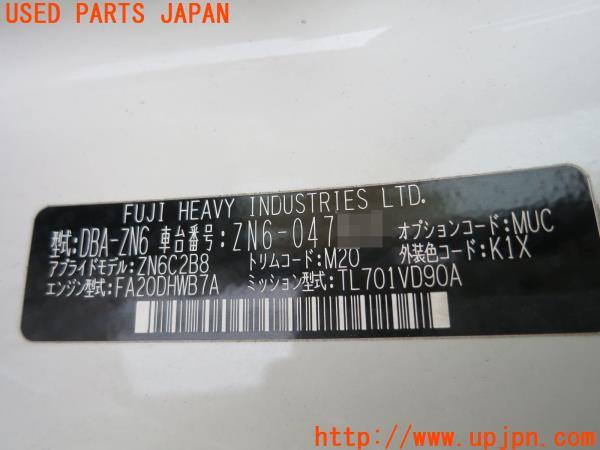 USED PARTS JAPAN
FUJI HEAVY INDUSTRIES LTD.
型式:DBA-ZN6 車台番号:ZN6-047 オプションコード:MUC
アプライドモデル:ZN6C2B8 トリムコード:M20 外装色コード:K1X
エンジン型式:FA20DHWB7A ミッション型式:TL701VD90A
http://www.upjpn.com/